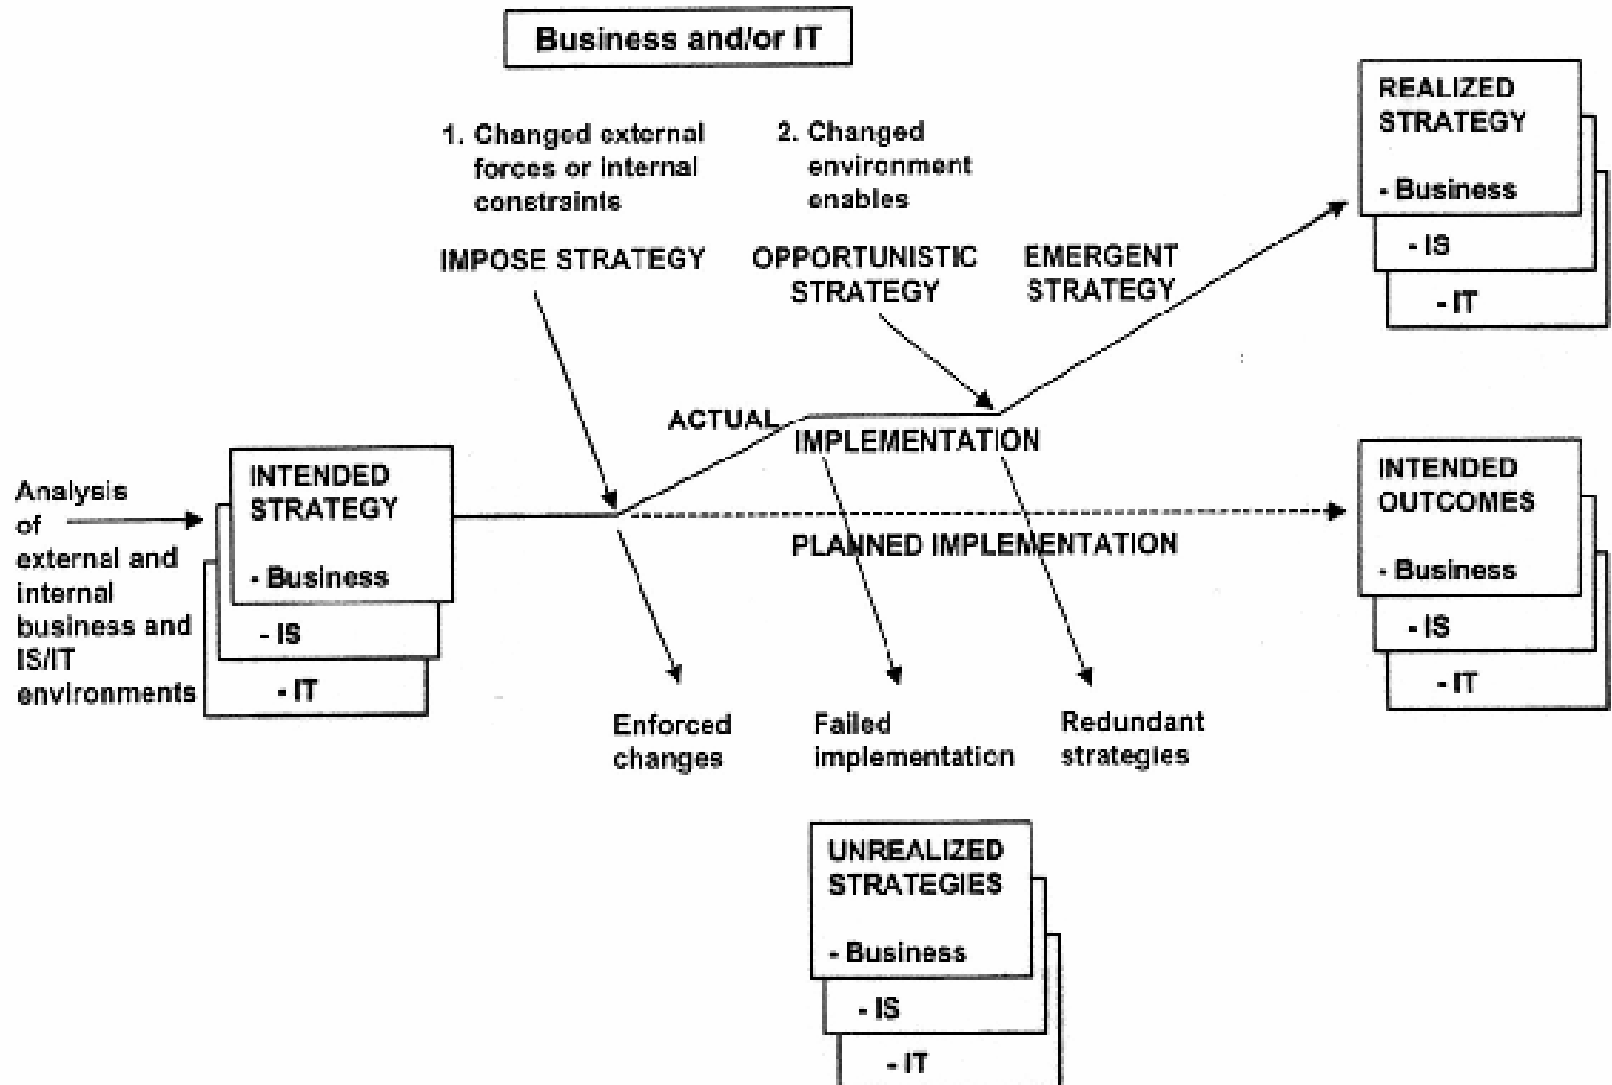 Business and/or IT
1. Changed external
forces or internal
constraints
IMPOSE STRATEGY
2. Changed
environment
enables
OPPORTUNISTIC
STRATEGY
EMERGENT
STRATEGY
REALIZED
STRATEGY
- Business
- IS
- IT
ACTUAL
IMPLEMENTATION
Analysis
of
external and
internal
business and
IS/IT
environments
INTENDED
STRATEGY
- Business
- IS
- IT
PLANNED IMPLEMENTATION
INTENDED
OUTCOMES
- Business
- IS
- IT
Enforced
changes
Failed
implementation
Redundant
strategies
UNREALIZED
STRATEGIES
- Business
- IS
- IT